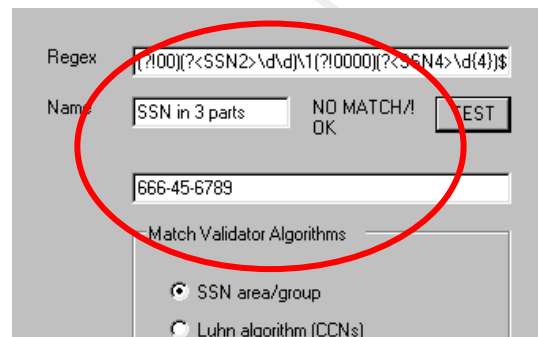 Regex (?!00)(?<SSN2>\d\d)\1(?!0000)(?<SSN4>\d{4})$
Name SSN in 3 parts NO MATCH/! TEST
OK
666-45-6789
Match Validator Algorithms
SSN area/group
Luhn algorithm (CCNs)